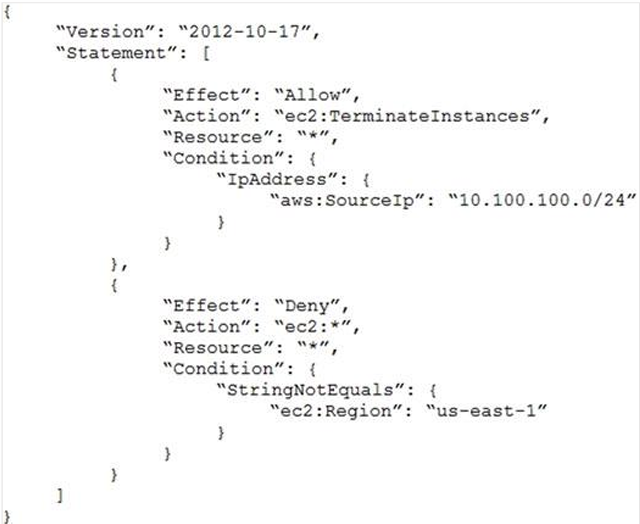 {
“Version”: “2012-10-17”,
“Statement”: [
{
“Effect”: “Allow”,
“Action”: “ec2:TerminateInstances”,
“Resource”: “*”,
“Condition”: {
“IpAddress”: {
“aws:SourceIp”: “10.100.100.0/24”
}
}
},
{
“Effect”: “Deny”,
“Action”: “ec2:*”,
“Resource”: “*”,
“Condition”: {
“StringNotEquals”: {
“ec2:Region”: “us-east-1”
}
}
}
]
}